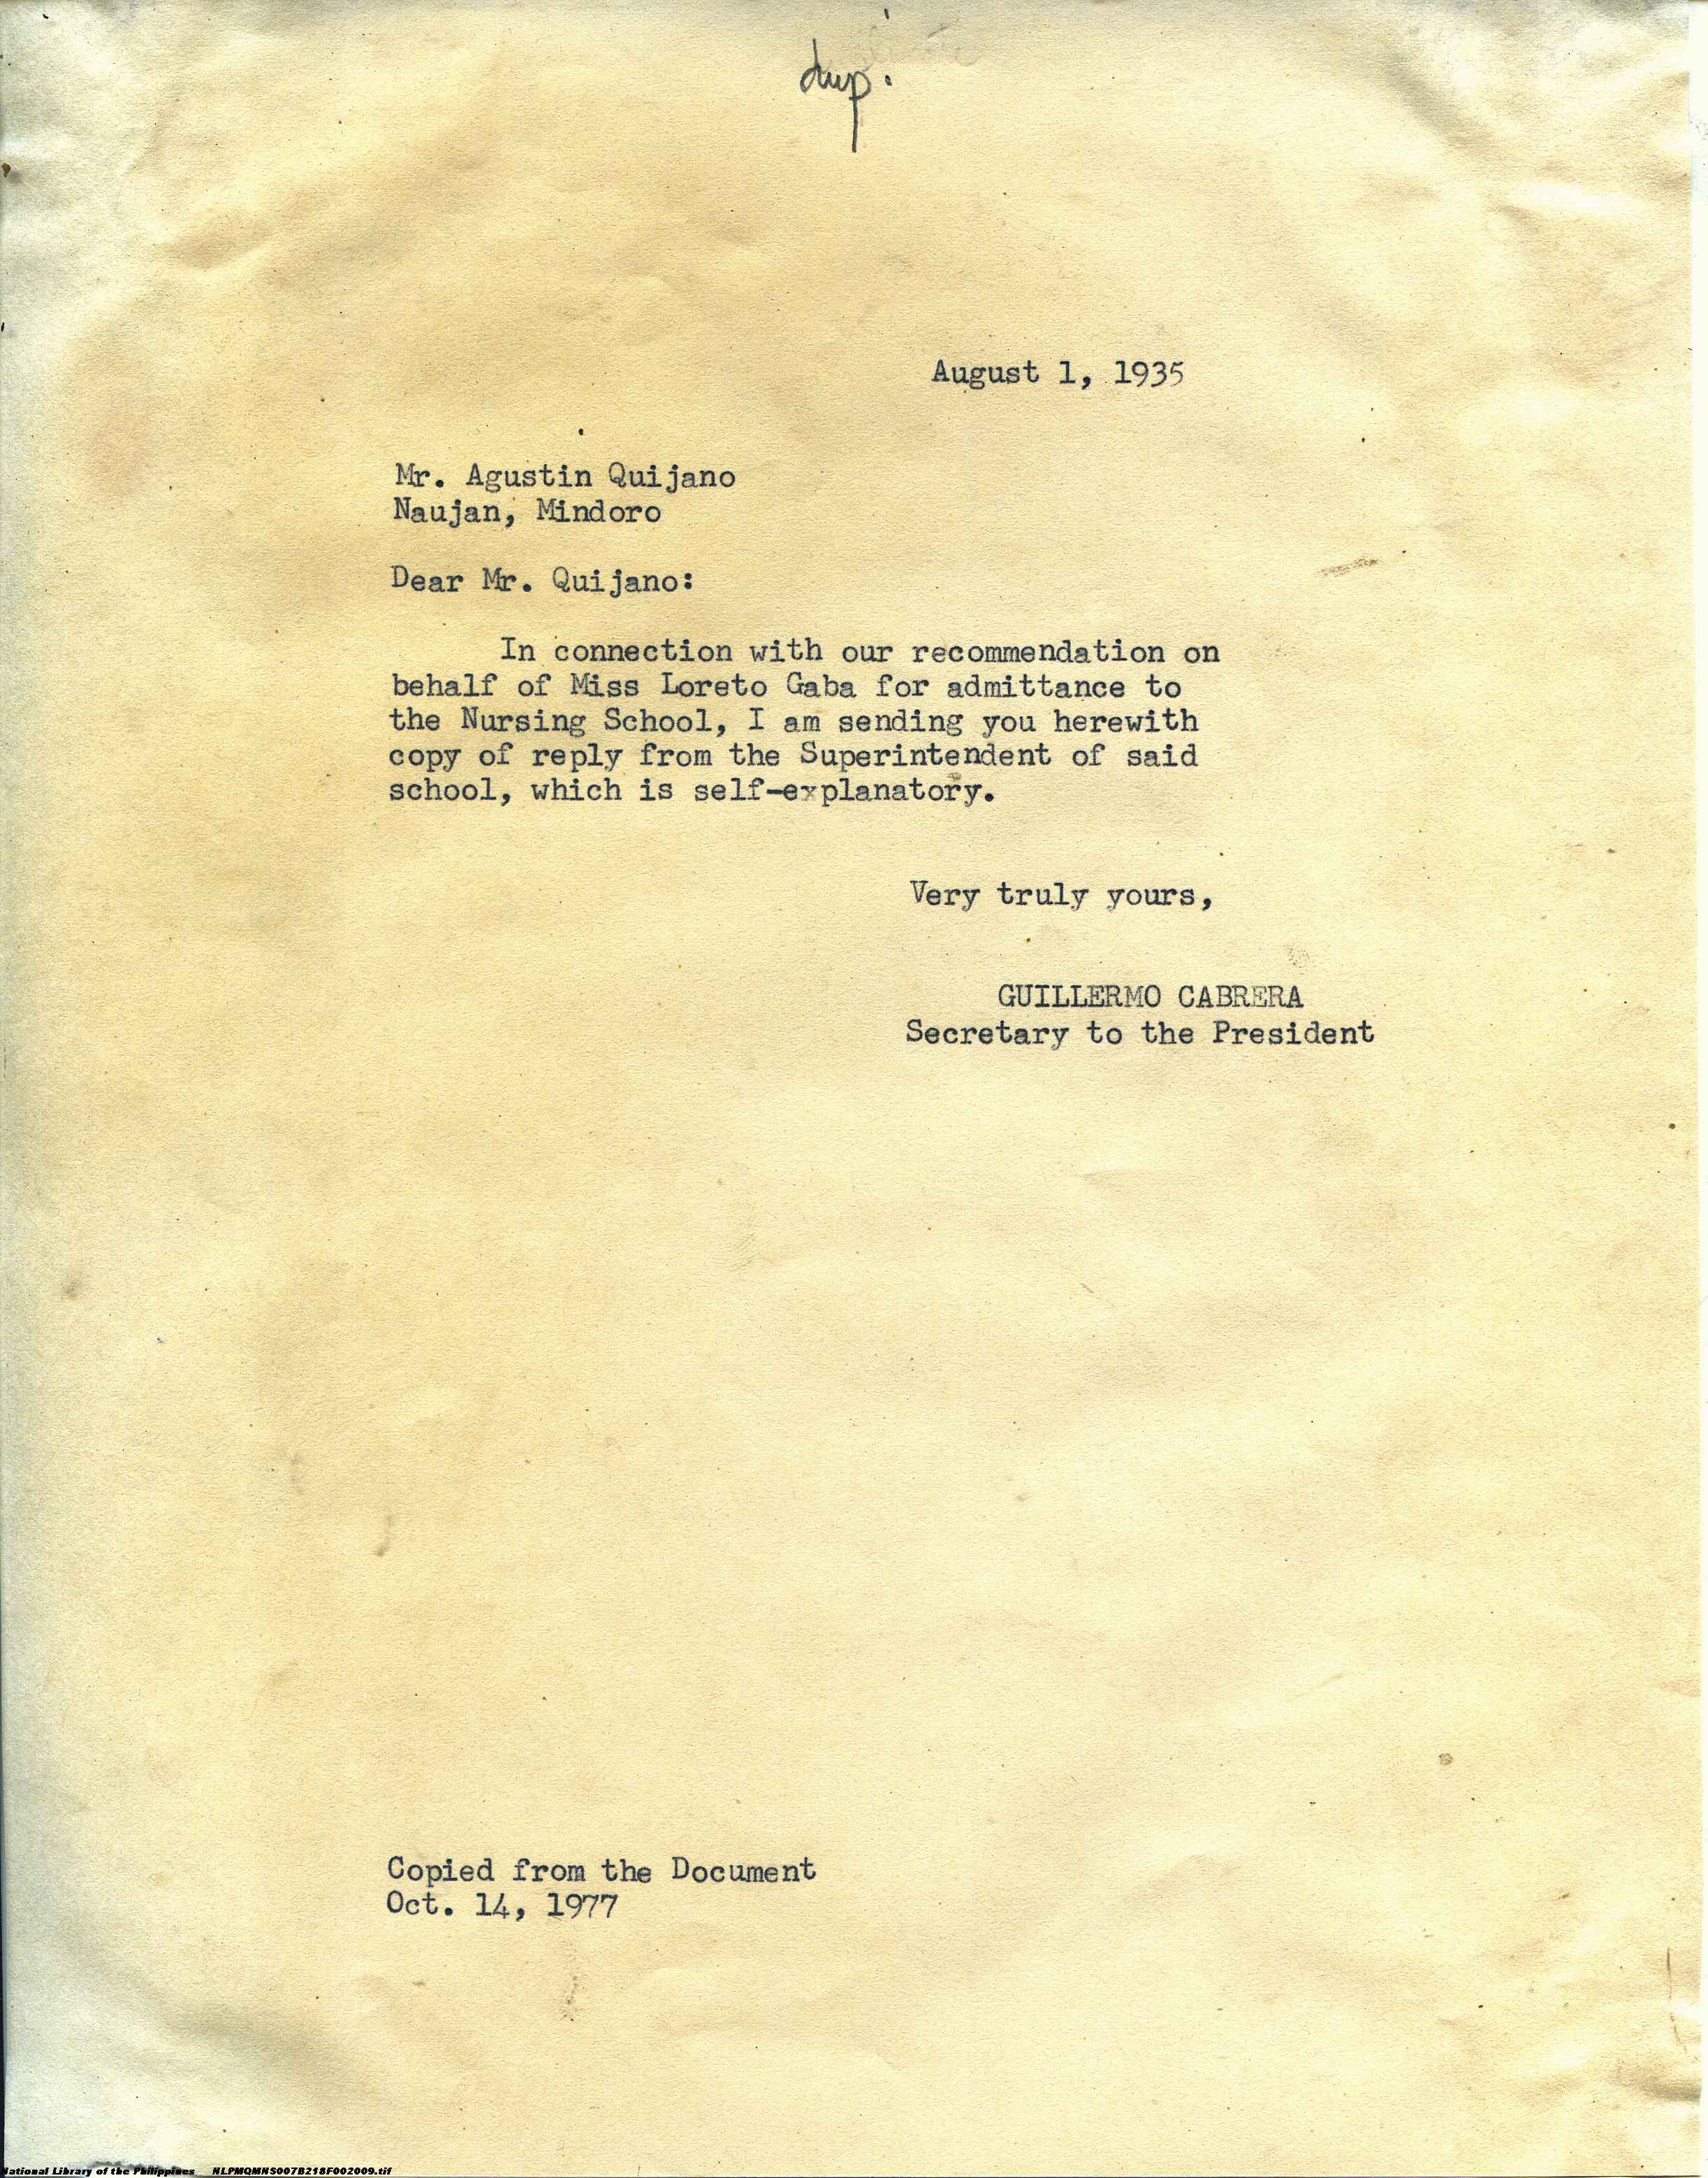 dup.
August 1, 1935
Mr. Agustin Quijano
Naujan, Mindoro
Dear Mr. Quijano:
In connection with our recommendation on
behalf of Miss Loreto Gaba for admittance to
the Nursing School, I am sending you herewith
copy of reply from the Superintendent of said
school, which is self-explanatory.
Very truly yours,
GUILLERMO CABRERA
Secretary to the President
Copied from the Document
Oct. 14, 1977
National Library of the Philippines NLPMQMNS007B218F002009.tif